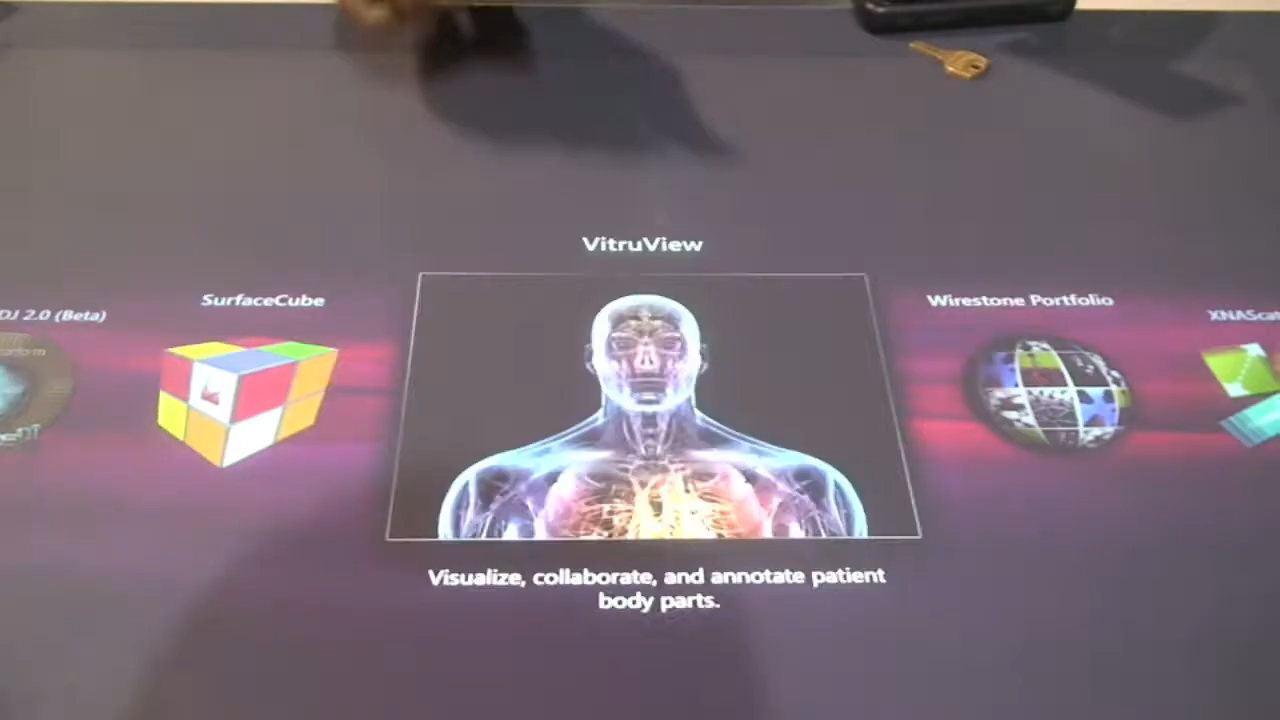 VitruView
SurfaceCube
Wirestone Portfolio
DJ 2.0 (Beta)
Visualize, collaborate, and annotate patient
body parts.